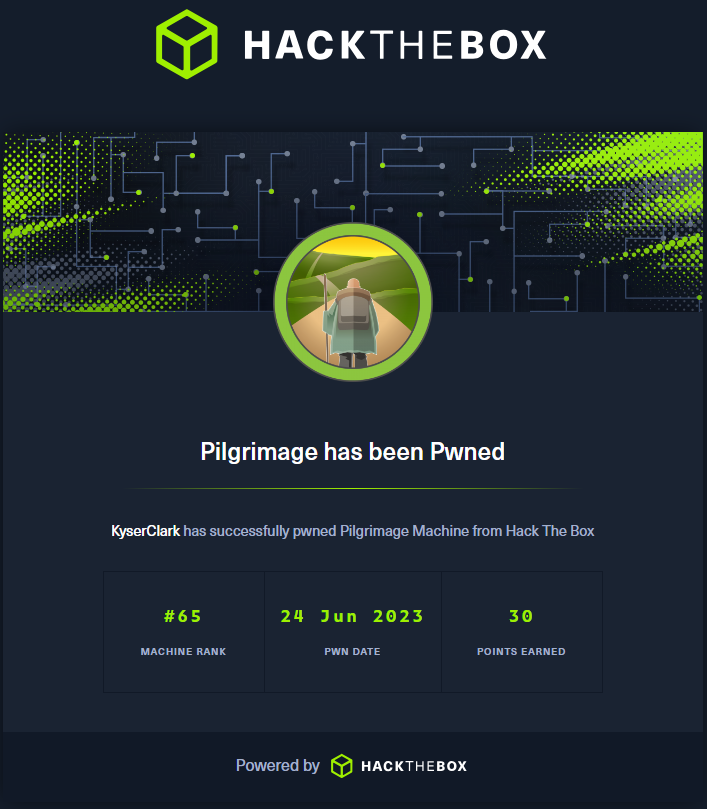 HACKTHEBOX
Pilgrimage has been Pwned
KyserClark has successfully pwned Pilgrimage Machine from Hack The Box
#65 24 Jun 2023 30
MACHINE RANK PWN DATE POINTS EARNED
Powered by HACKTHEBOX